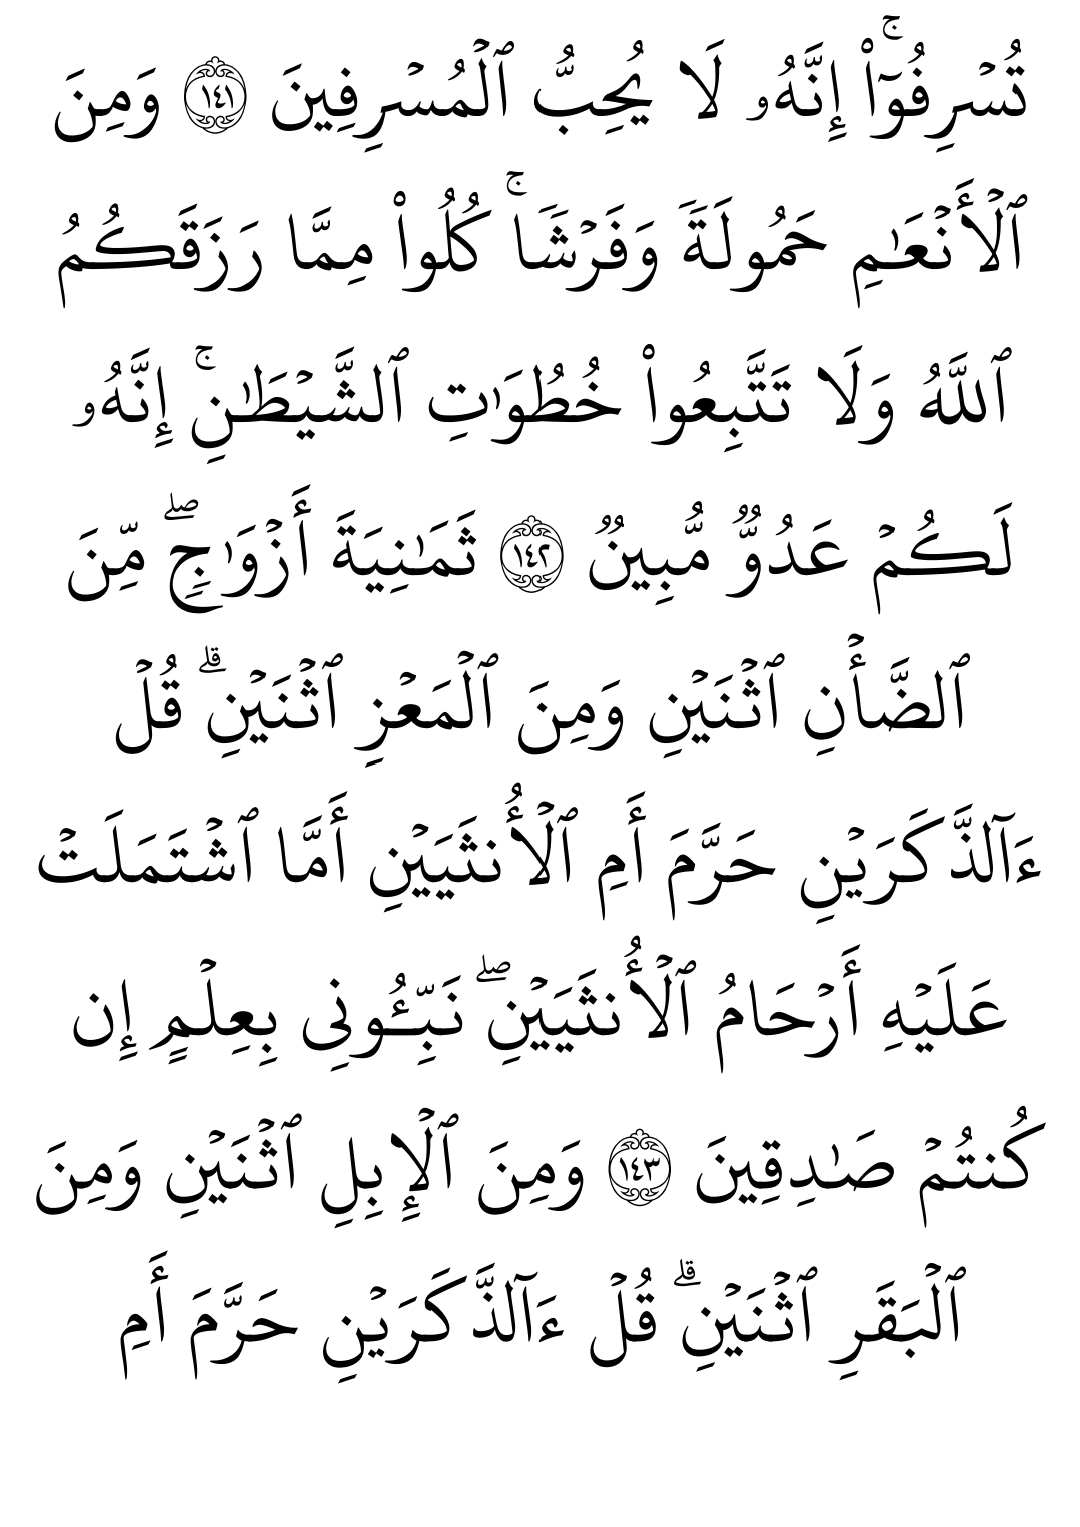 تُسۡرِفُوٓاْۚ إِنَّهُۥ لَا يُحِبُّ ٱلۡمُسۡرِفِينَ ١٤١ وَمِنَ
ٱلۡأَنۡعَٰمِ حَمُولَةٗ وَفَرۡشٗاۚ كُلُواْ مِمَّا رَزَقَكُمُ
ٱللَّهُ وَلَا تَتَّبِعُواْ خُطُوَٰتِ ٱلشَّيۡطَٰنِۚ إِنَّهُۥ
لَكُمۡ عَدُوّٞ مُّبِينٞ ١٤٢ ثَمَٰنِيَةَ أَزۡوَٰجٖۖ مِّنَ
ٱلضَّأۡنِ ٱثۡنَيۡنِ وَمِنَ ٱلۡمَعۡزِ ٱثۡنَيۡنِۗ قُلۡ
ءَآلذَّكَرَيۡنِ حَرَّمَ أَمِ ٱلۡأُنثَيَيۡنِ أَمَّا ٱشۡتَمَلَتۡ
عَلَيۡهِ أَرۡحَامُ ٱلۡأُنثَيَيۡنِۖ نَبِّـُٔونِي بِعِلۡمٍ إِن
كُنتُمۡ صَٰدِقِينَ ١٤٣ وَمِنَ ٱلۡإِبِلِ ٱثۡنَيۡنِ وَمِنَ
ٱلۡبَقَرِ ٱثۡنَيۡنِۗ قُلۡ ءَآلذَّكَرَيۡنِ حَرَّمَ أَمِ